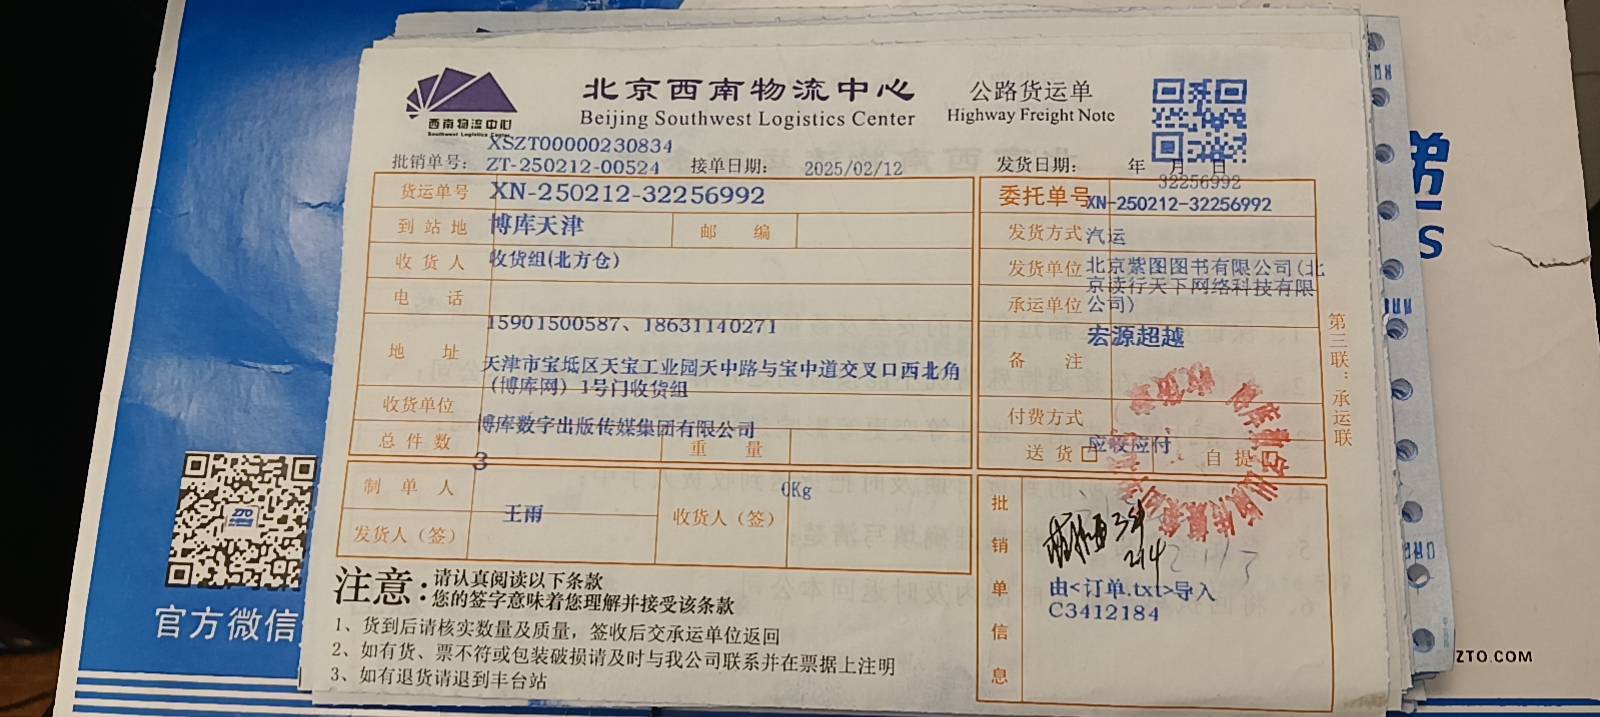 西南物流中心
Southwest Logistics Center
北京西南物流中心
Beijing Southwest Logistics Center
公路货运单
Highway Freight Note
XSZT00000230834
批销单号: ZT-250212-00524 接单日期: 2025/02/12 发货日期: 年 月 日
32256992
货运单号 XN-250212-32256992
到站地 博库天津 邮编
收货人 收货组(北方仓)
电话
15901500587、18631140271
地址
天津市宝坻区天宝工业园天中路与宝中道交叉口西北角
(博库网) 1号门收货组
收货单位
博库数字出版传媒集团有限公司
总件数 重量
3
制单人 0Kg
王雨
发货人(签) 收货人(签)
委托单号 XN-250212-32256992
发货方式 汽运
发货单位 北京紫图图书有限公司(北
京读行天下网络科技有限
承运单位 公司)
宏源超越
备注
付费方式
应收应付
送货 自提
批销单信息
214
由<订单.txt>导入
C3412184
第三联:承运联
注意:请认真阅读以下条款
您的签字意味着您理解并接受该条款
1、货到后请核实数量及质量,签收后交承运单位返回
2、如有货、票不符或包装破损请及时与我公司联系并在票据上注明
3、如有退货请退到丰台站
ZTO
官方微信
递
S
ZTO.COM